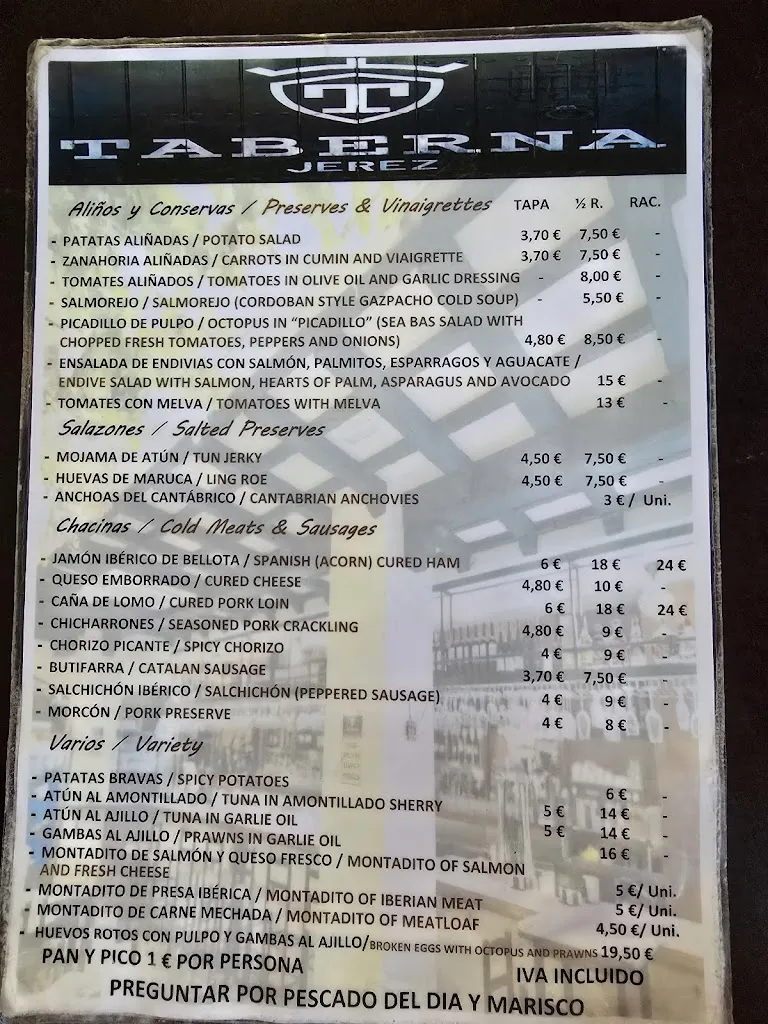 T
TABERNA
JEREZ
Aliños y Conservas / Preserves & Vinaigrettes TAPA ½ R. RAC.
- PATATAS ALIÑADAS / POTATO SALAD 3,70 € 7,50 € -
- ZANAHORIA ALIÑADAS / CARROTS IN CUMIN AND VIAIGRETTE 3,70 € 7,50 € -
- TOMATES ALIÑADOS / TOMATOES IN OLIVE OIL AND GARLIC DRESSING - 8,00 € -
- SALMOREJO / SALMOREJO (CORDOBAN STYLE GAZPACHO COLD SOUP) - 5,50 € -
- PICADILLO DE PULPO / OCTOPUS IN “PICADILLO” (SEA BAS SALAD WITH
CHOPPED FRESH TOMATOES, PEPPERS AND ONIONS) 4,80 € 8,50 € -
- ENSALADA DE ENDIVIAS CON SALMÓN, PALMITOS, ESPARRAGOS Y AGUACATE /
ENDIVE SALAD WITH SALMON, HEARTS OF PALM, ASPARAGUS AND AVOCADO 15 € -
- TOMATES CON MELVA / TOMATOES WITH MELVA 13 € -
Salazones / Salted Preserves
- MOJAMA DE ATÚN / TUN JERKY 4,50 € 7,50 € -
- HUEVAS DE MARUCA / LING ROE 4,50 € 7,50 € -
- ANCHOAS DEL CANTÁBRICO / CANTABRIAN ANCHOVIES 3 € / Uni.
Chacinas / Cold Meats & Sausages
- JAMÓN IBÉRICO DE BELLOTA / SPANISH (ACORN) CURED HAM 6 € 18 € 24 €
- QUESO EMBORRADO / CURED CHEESE 4,80 € 10 € -
- CAÑA DE LOMO / CURED PORK LOIN 6 € 18 € 24 €
- CHICHARRONES / SEASONED PORK CRACKLING 4,80 € 9 € -
- CHORIZO PICANTE / SPICY CHORIZO 4 € 9 € -
- BUTIFARRA / CATALAN SAUSAGE 3,70 € 7,50 € -
- SALCHICHÓN IBÉRICO / SALCHICHÓN (PEPPERED SAUSAGE) 4 € 9 € -
- MORCÓN / PORK PRESERVE 4 € 8 € -
Varios / Variety
- PATATAS BRAVAS / SPICY POTATOES 6 € -
- ATÚN AL AMONTILLADO / TUNA IN AMONTILLADO SHERRY 5 € 14 € -
- ATÚN AL AJILLO / TUNA IN GARLIE OIL 5 € 14 € -
- GAMBAS AL AJILLO / PRAWNS IN GARLIE OIL 16 € -
- MONTADITO DE SALMÓN Y QUESO FRESCO / MONTADITO OF SALMON
AND FRESH CHEESE 5 €/ Uni.
- MONTADITO DE PRESA IBÉRICA / MONTADITO OF IBERIAN MEAT 5 €/ Uni.
- MONTADITO DE CARNE MECHADA / MONTADITO OF MEATLOAF 4,50 €/ Uni.
- HUEVOS ROTOS CON PULPO Y GAMBAS AL AJILLO/BROKEN EGGS WITH OCTOPUS AND PRAWNS 19,50 €
PAN Y PICO 1 € POR PERSONA IVA INCLUIDO
PREGUNTAR POR PESCADO DEL DIA Y MARISCO